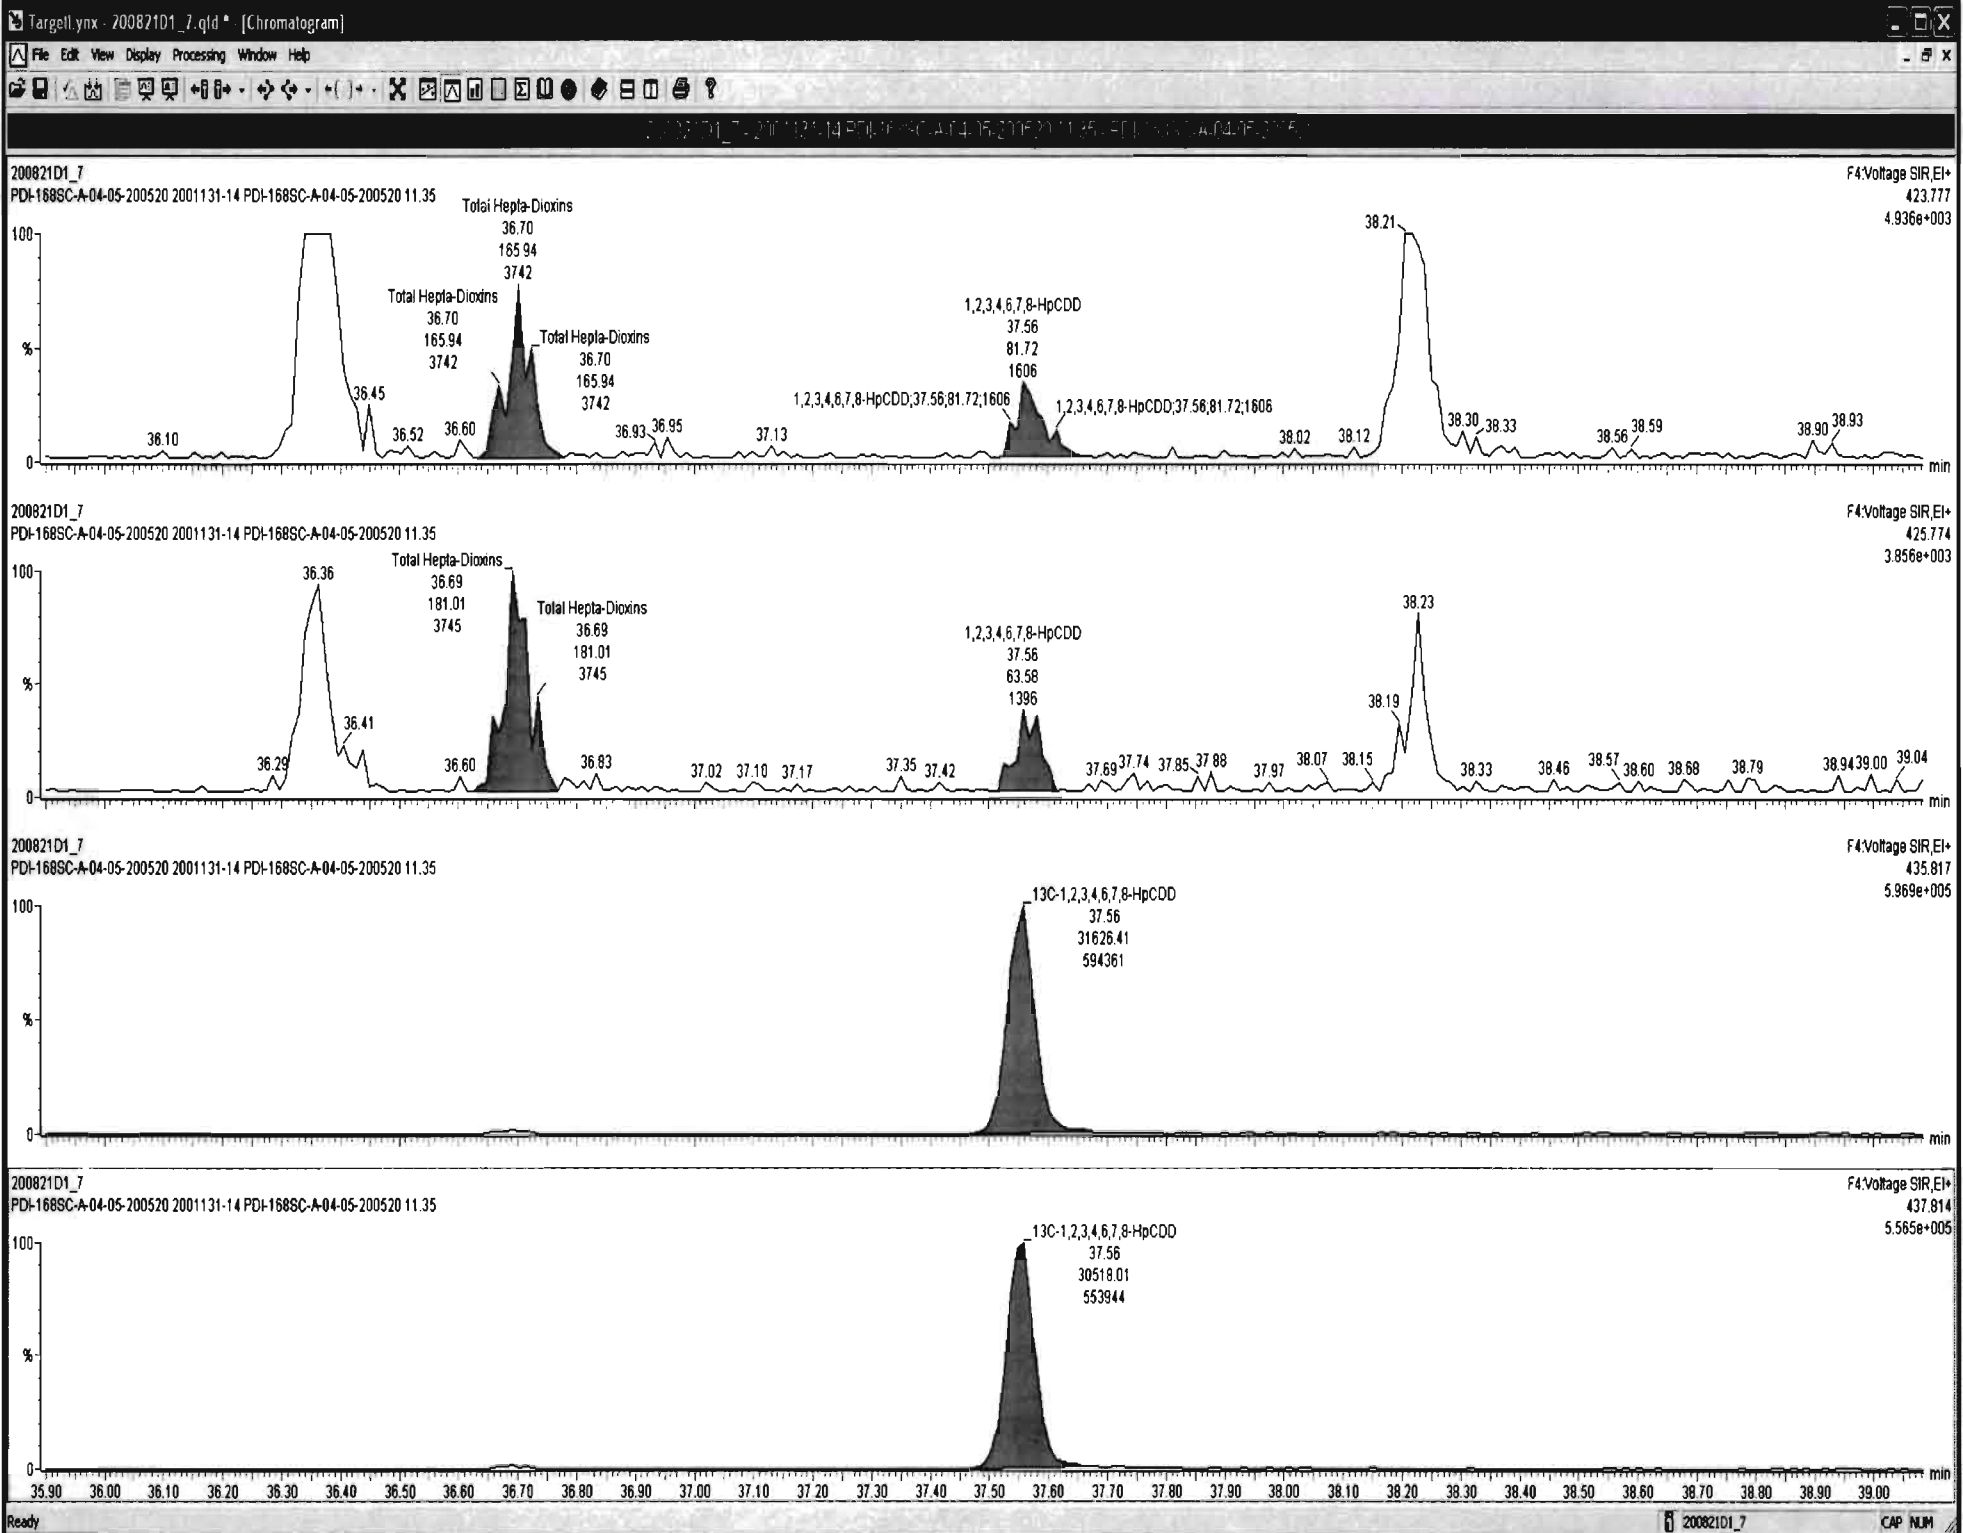 TargetLynx - 200821D1_7.qld * - [Chromatogram]
File Edit View Display Processing Window Help
200821D1_7
PDI-168SC-A-04-05-200520 2001131-14 PDI-168SC-A-04-05-200520 11.35
F4:Voltage SIR,EI+
423.777
4.936e+003
Total Hepta-Dioxins
36.70
165.94
3742
Total Hepta-Dioxins
36.70
165.94
3742
Total Hepta-Dioxins
36.70
165.94
3742
1,2,3,4,6,7,8-HpCDD
37.56
81.72
1606
1,2,3,4,6,7,8-HpCDD;37.56;81.72;1606
1,2,3,4,6,7,8-HpCDD;37.56;81.72;1606
100
%
0
36.10
36.45
36.52
36.60
36.93
36.95
37.13
38.02
38.12
38.21
38.30
38.33
38.56
38.59
38.90
38.93
min
200821D1_7
PDI-168SC-A-04-05-200520 2001131-14 PDI-168SC-A-04-05-200520 11.35
F4:Voltage SIR,EI+
425.774
3.856e+003
Total Hepta-Dioxins
36.69
181.01
3745
Total Hepta-Dioxins
36.69
181.01
3745
1,2,3,4,6,7,8-HpCDD
37.56
63.58
1396
100
%
0
36.29
36.36
36.41
36.60
36.83
37.02
37.10
37.17
37.35
37.42
37.69
37.74
37.85
37.88
37.97
38.07
38.15
38.19
38.23
38.33
38.46
38.57
38.60
38.68
38.79
38.94
39.00
39.04
min
200821D1_7
PDI-168SC-A-04-05-200520 2001131-14 PDI-168SC-A-04-05-200520 11.35
F4:Voltage SIR,EI+
435.817
5.969e+005
13C-1,2,3,4,6,7,8-HpCDD
37.56
31626.41
594361
100
%
0
min
200821D1_7
PDI-168SC-A-04-05-200520 2001131-14 PDI-168SC-A-04-05-200520 11.35
F4:Voltage SIR,EI+
437.814
5.565e+005
13C-1,2,3,4,6,7,8-HpCDD
37.56
30518.01
553944
100
%
0
min
35.90 36.00 36.10 36.20 36.30 36.40 36.50 36.60 36.70 36.80 36.90 37.00 37.10 37.20 37.30 37.40 37.50 37.60 37.70 37.80 37.90 38.00 38.10 38.20 38.30 38.40 38.50 38.60 38.70 38.80 38.90 39.00
Ready
200821D1_7
CAP NUM